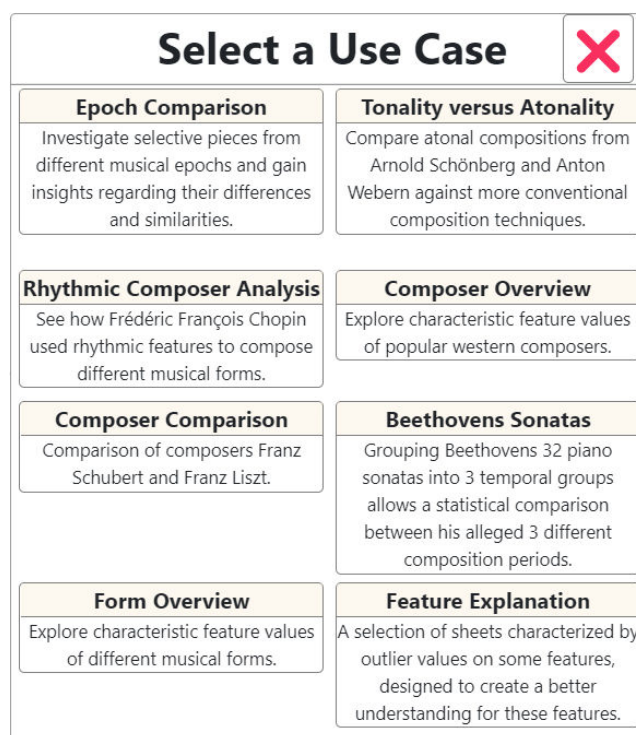 Select a Use Case
Epoch Comparison
Investigate selective pieces from
different musical epochs and gain
insights regarding their differences
and similarities.
Tonality versus Atonality
Compare atonal compositions from
Arnold Schönberg and Anton
Webern against more conventional
composition techniques.
Rhythmic Composer Analysis
See how Frédéric François Chopin
used rhythmic features to compose
different musical forms.
Composer Overview
Explore characteristic feature values
of popular western composers.
Composer Comparison
Comparison of composers Franz
Schubert and Franz Liszt.
Beethovens Sonatas
Grouping Beethovens 32 piano
sonatas into 3 temporal groups
allows a statistical comparison
between his alleged 3 different
composition periods.
Form Overview
Explore characteristic feature values
of different musical forms.
Feature Explanation
A selection of sheets characterized by
outlier values on some features,
designed to create a better
understanding for these features.